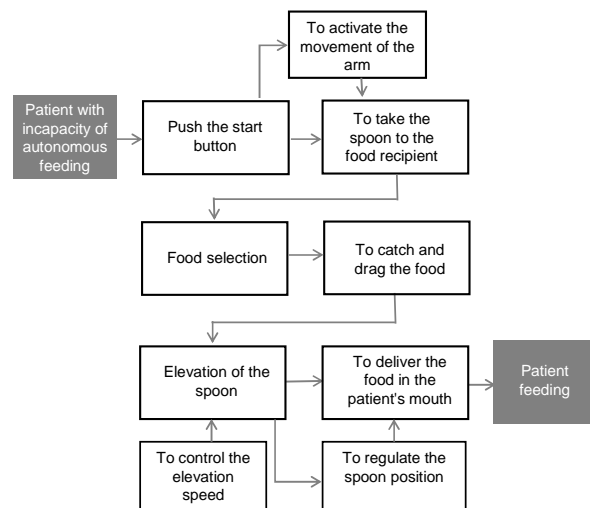 To activate the
movement of the
arm
Patient with
incapacity of
autonomous
feeding
Push the start
button
To take the
spoon to the
food recipient
Food selection
To catch and
drag the food
Elevation of the
spoon
To deliver the
food in the
patient's mouth
Patient
feeding
To control the
elevation
speed
To regulate the
spoon position